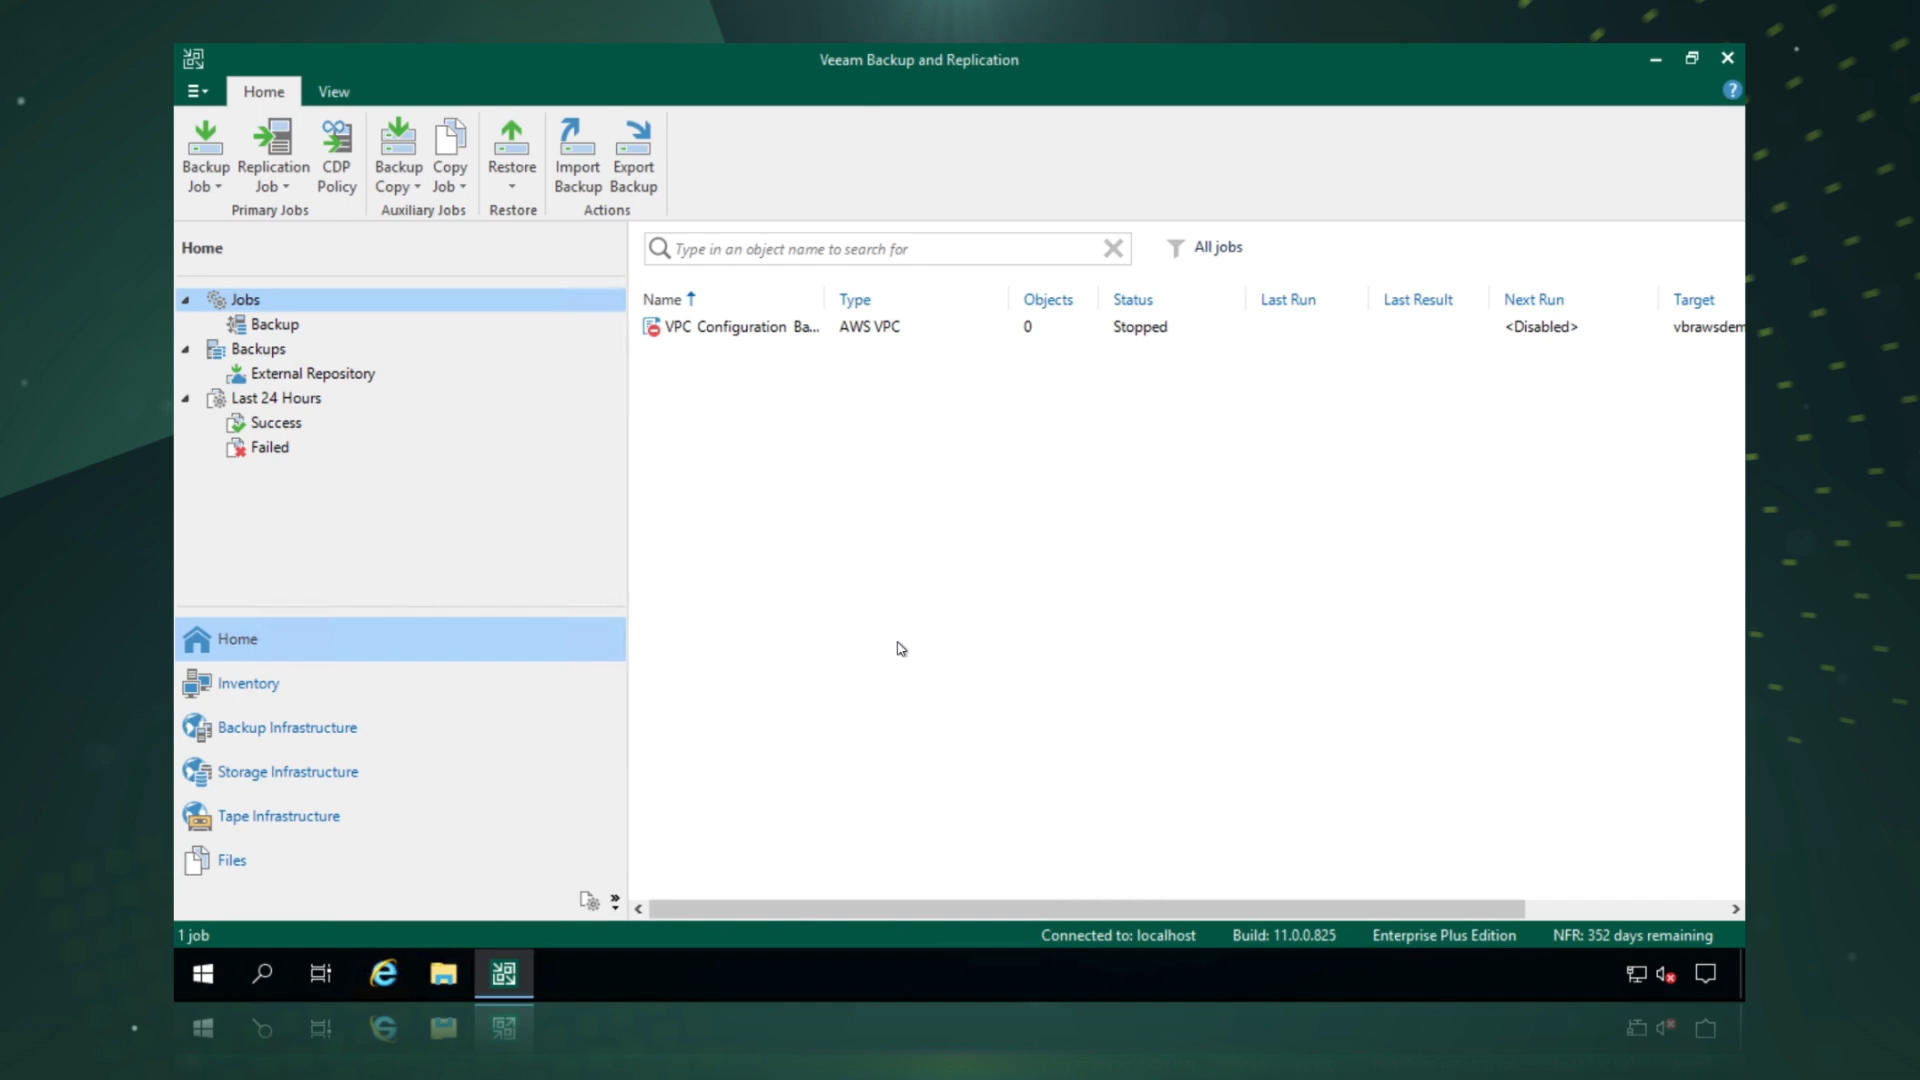 Veeam Backup and Replication
Home View
Backup Job
Replication Job
CDP Policy
Primary Jobs
Backup Copy
Copy Job
Auxiliary Jobs
Restore
Restore
Import Backup
Export Backup
Actions
Home
Jobs
Backup
Backups
External Repository
Last 24 Hours
Success
Failed
Home
Inventory
Backup Infrastructure
Storage Infrastructure
Tape Infrastructure
Files
Type in an object name to search for
All jobs
Name Type Objects Status Last Run Last Result Next Run Target
VPC Configuration Ba... AWS VPC 0 Stopped <Disabled> vbrawsdem
1 job Connected to: localhost Build: 11.0.0.825 Enterprise Plus Edition NFR: 352 days remaining